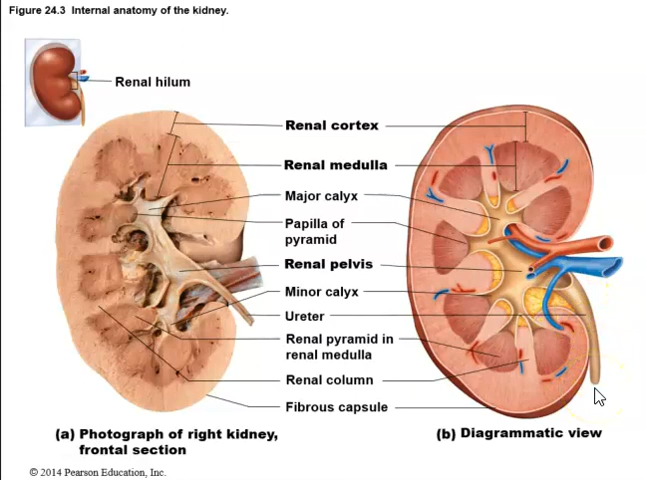 Figure 24.3 Internal anatomy of the kidney.
Renal hilum
Renal cortex
Renal medulla
Major calyx
Papilla of
pyramid
Renal pelvis
Minor calyx
Ureter
Renal pyramid in
renal medulla
Renal column
Fibrous capsule
(a) Photograph of right kidney,
frontal section
(b) Diagrammatic view
© 2014 Pearson Education, Inc.